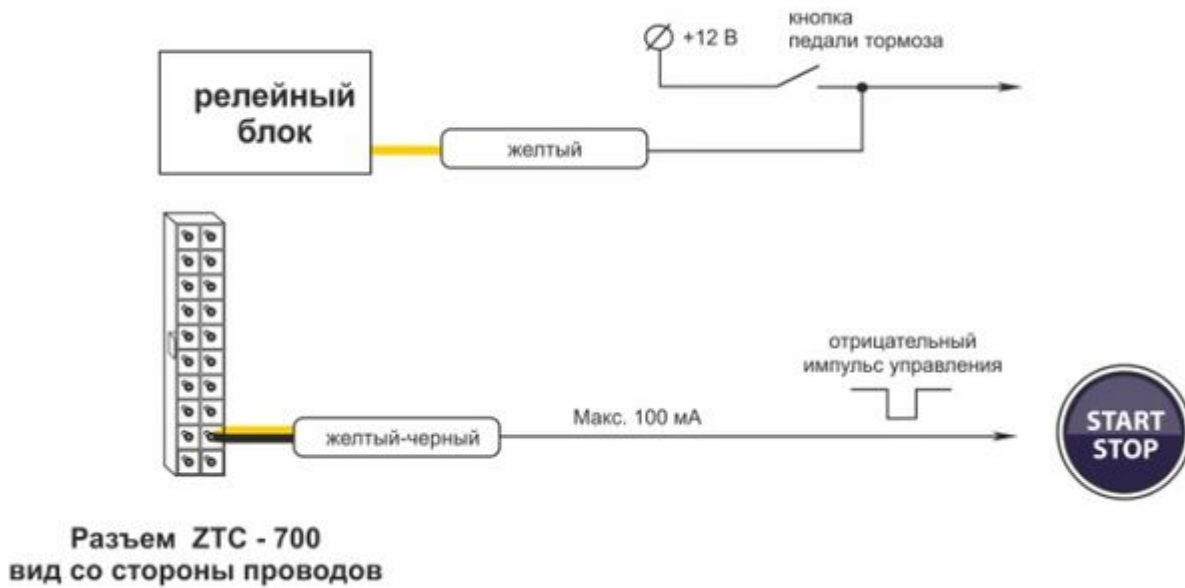 +12 В
кнопка
педали тормоза
релейный
блок
желтый
отрицательный
импульс управления
Макс. 100 мА
желтый-черный
START
STOP
Разъем ZTC - 700
вид со стороны проводов